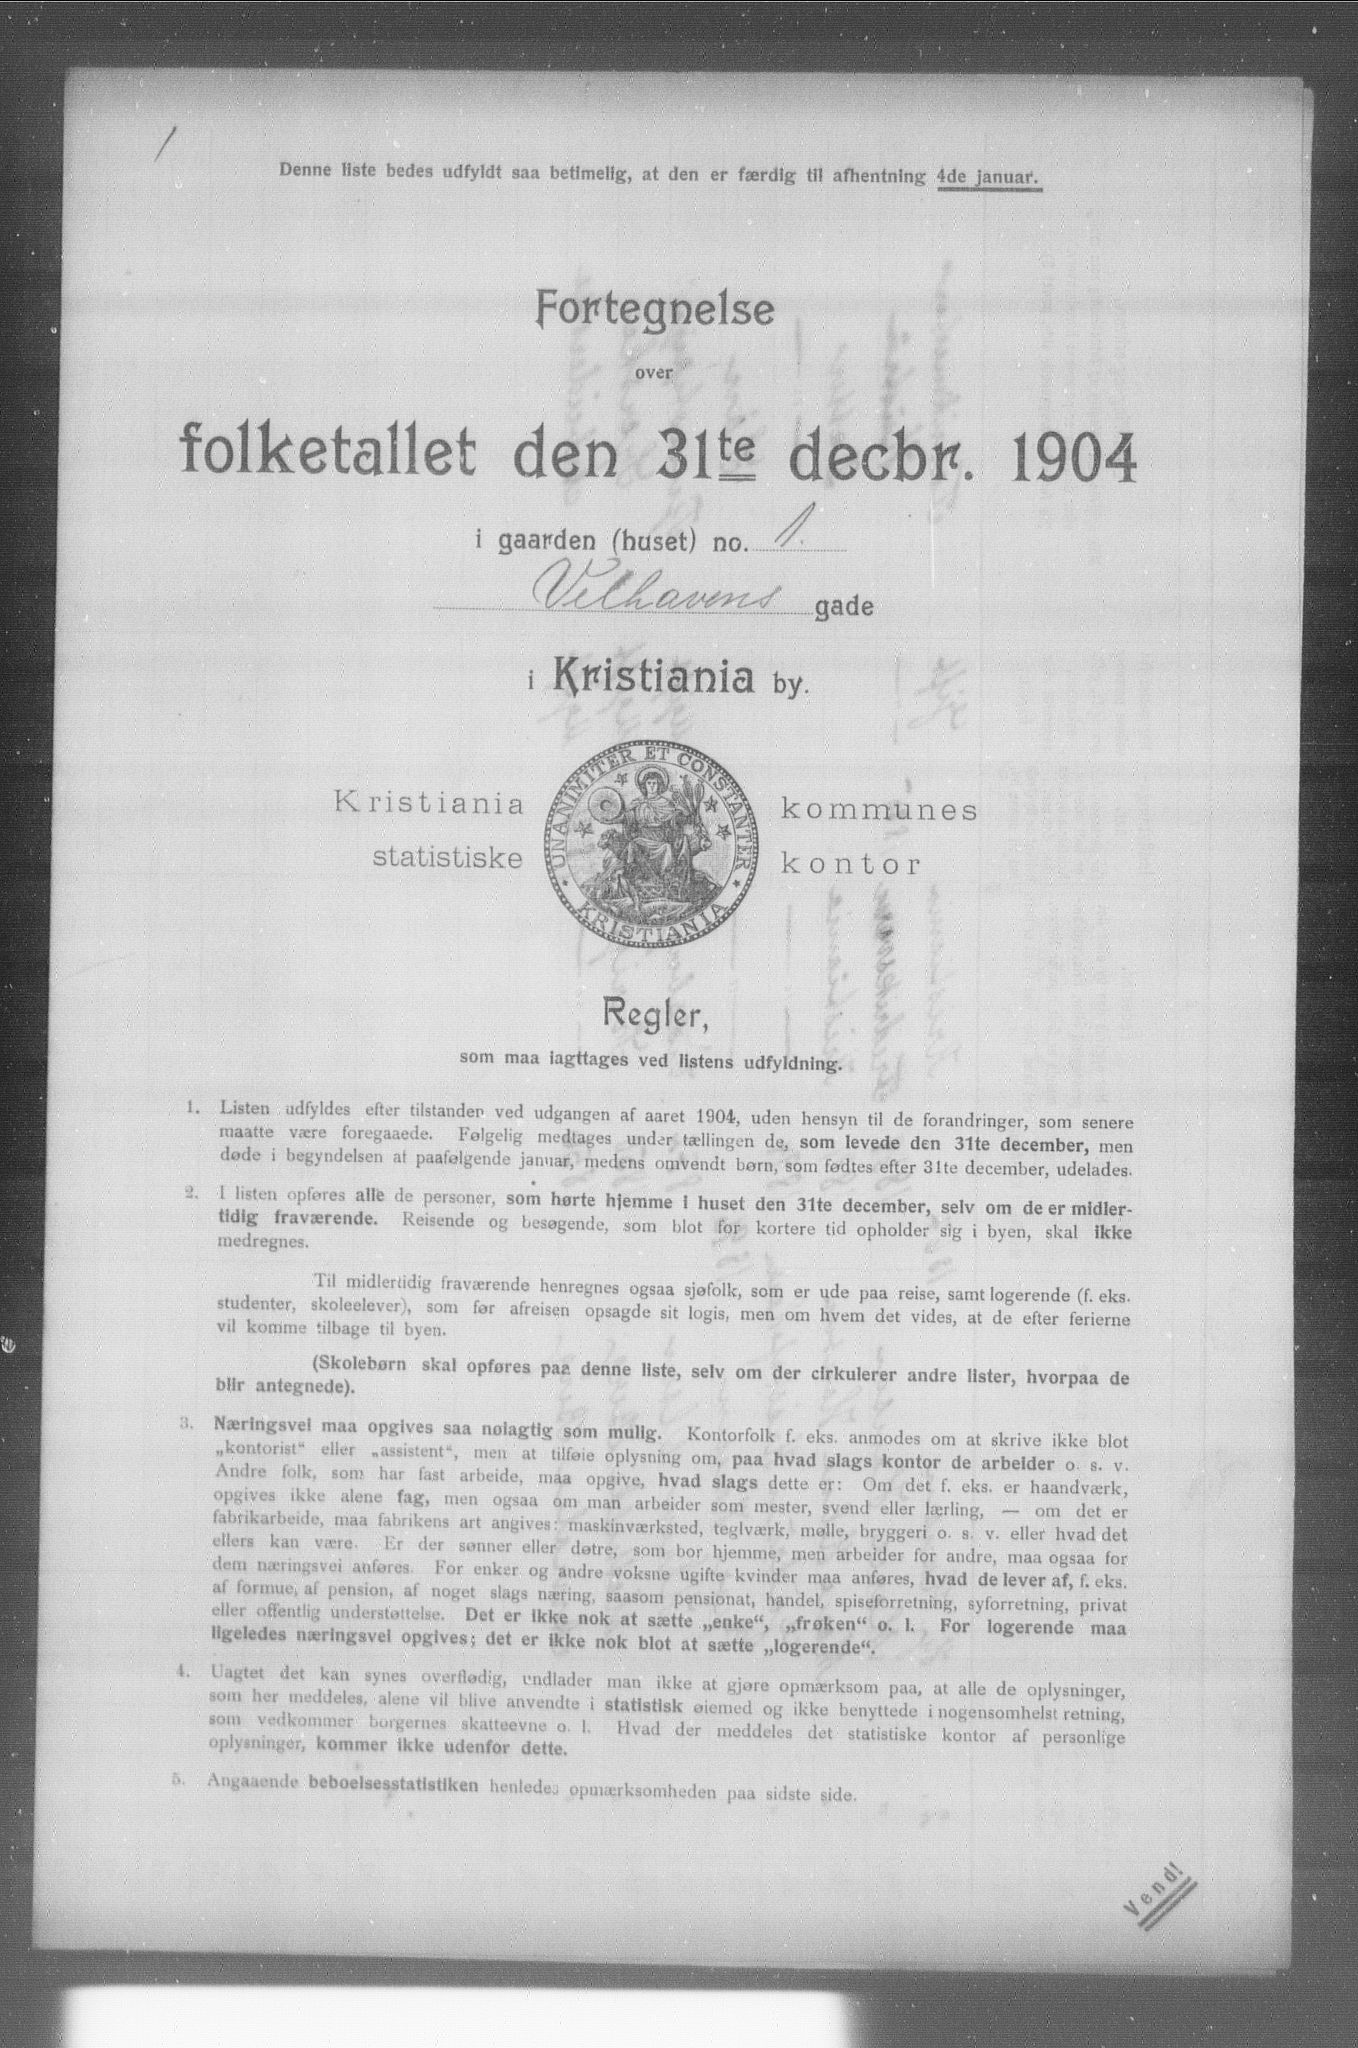 1
Denne liste bedes udfyldt saa betimelig, at den er færdig til afhentning 4de januar.
Fortegnelse
over
folketallet den 31te decbr. 1904
i gaarden (huset) no. 1.
Velhavens gade
i Kristiania by.
UNANIMITER ET CONSTANTER
KRISTIANIA
Kristiania kommunes
statistiske kontor
Regler,
som maa iagttages ved listens udfyldning.
1. Listen udfyldes efter tilstanden ved udgangen af aaret 1904, uden hensyn til de forandringer, som senere
maatte være foregaaede. Følgelig medtages under tællingen de, som levede den 31te december, men
døde i begyndelsen af paafølgende januar, medens omvendt børn, som fødtes efter 31te december, udelades.
2. I listen opføres alle de personer, som hørte hjemme i huset den 31te december, selv om de er midler-
tidig fraværende. Reisende og besøgende, som blot for kortere tid opholder sig i byen, skal ikke
medregnes.
Til midlertidig fraværende henregnes ogsaa sjøfolk, som er ude paa reise, samt logerende (f. eks.
studenter, skoleelever), som før afreisen opsagde sit logis, men om hvem det vides, at de efter ferierne
vil komme tilbage til byen.
(Skolebørn skal opføres paa denne liste, selv om der cirkulerer andre lister, hvorpaa de
blir antegnede).
3. Næringsvei maa opgives saa nøiagtig som mulig. Kontorfolk f. eks. anmodes om at skrive ikke blot
„kontorist“ eller „assistent“, men at tilføie oplysning om, paa hvad slags kontor de arbeider o. s. v.
Andre folk, som har fast arbeide, maa opgive, hvad slags dette er: Om det f. eks. er haandværk,
opgives ikke alene fag, men ogsaa om man arbeider som mester, svend eller lærling, — om det er
fabrikarbeide, maa fabrikens art angives: maskinværksted, teglværk, mølle, bryggeri o. s. v. eller hvad det
ellers kan være. Er der sønner eller døtre, som bor hjemme, men arbeider for andre, maa ogsaa for
dem næringsvei anføres. For enker og andre voksne ugifte kvinder maa anføres, hvad de lever af, f. eks.
af formue, af pension, af noget slags næring, saasom pensionat, handel, spiseforretning, syforretning, privat
eller offentlig understøttelse. Det er ikke nok at sætte „enke“, „frøken“ o. l. For logerende maa
ligeledes næringsvei opgives; det er ikke nok blot at sætte „logerende“.
4. Uagtet det kan synes overflødig, undlader man ikke at gjøre opmærksom paa, at alle de oplysninger,
som her meddeles, alene vil blive anvendte i statistisk øiemed og ikke benyttede i nogensomhelst retning,
som vedkommer borgernes skatteevne o. l. Hvad der meddeles det statistiske kontor af personlige
oplysninger, kommer ikke udenfor dette.
5. Angaaende beboelsesstatistiken henledes opmærksomheden paa sidste side.
Vend!